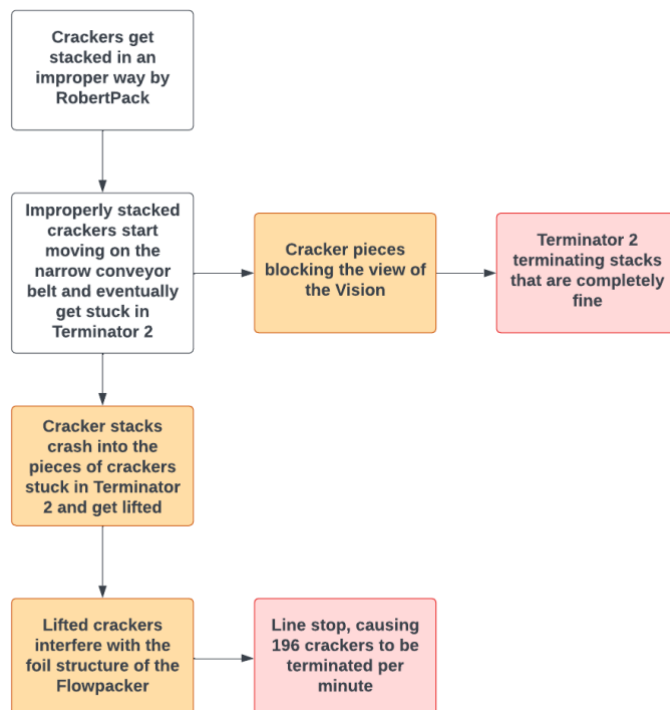 Crackers get
stacked in an
improper way by
RobertPack
Improperly stacked
crackers start
moving on the
narrow conveyor
belt and eventually
get stuck in
Terminator 2
Cracker pieces
blocking the view of
the Vision
Terminator 2
terminating stacks
that are completely
fine
Cracker stacks
crash into the
pieces of crackers
stuck in Terminator
2 and get lifted
Lifted crackers
interfere with the
foil structure of the
Flowpacker
Line stop, causing
196 crackers to be
terminated per
minute